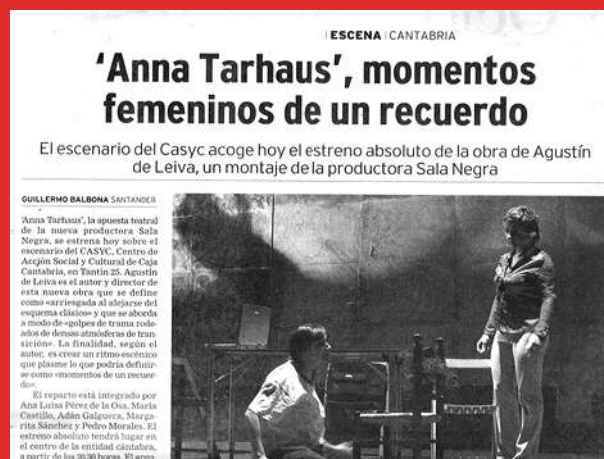 ESCENA | CANTABRIA
'Anna Tarhaus', momentos
femeninos de un recuerdo
El escenario del Casyc acoge hoy el estreno absoluto de la obra de Agustín
de Leiva, un montaje de la productora Sala Negra
GUILLERMO BALBONA SANTANDER
'Anna Tarhaus', la apuesta teatral
de la nueva productora Sala
Negra, se estrena hoy sobre el
escenario del CASYC, Centro de
Acción Social y Cultural de Caja
Cantabria, en Tantín 25. Agustín
de Leiva es el autor y director de
esta nueva obra que se define
como «arriesgada al alejarse del
esquema clásico» y que se aborda
a modo de «golpes de trama rode-
ados de densas atmósferas de tran-
sición». La finalidad, según el
autor, es crear un ritmo escénico
que plasme lo que podría definir-
se como «momentos de un recuer-
do».
El reparto está integrado por
Ana Luisa Pérez de la Osa, María
Castillo, Adán Galguera, Marga-
rita Sánchez y Pedro Morales. El
estreno absoluto tendrá lugar en
el centro de la entidad cántabra,
a partir de las 20.30 horas. El